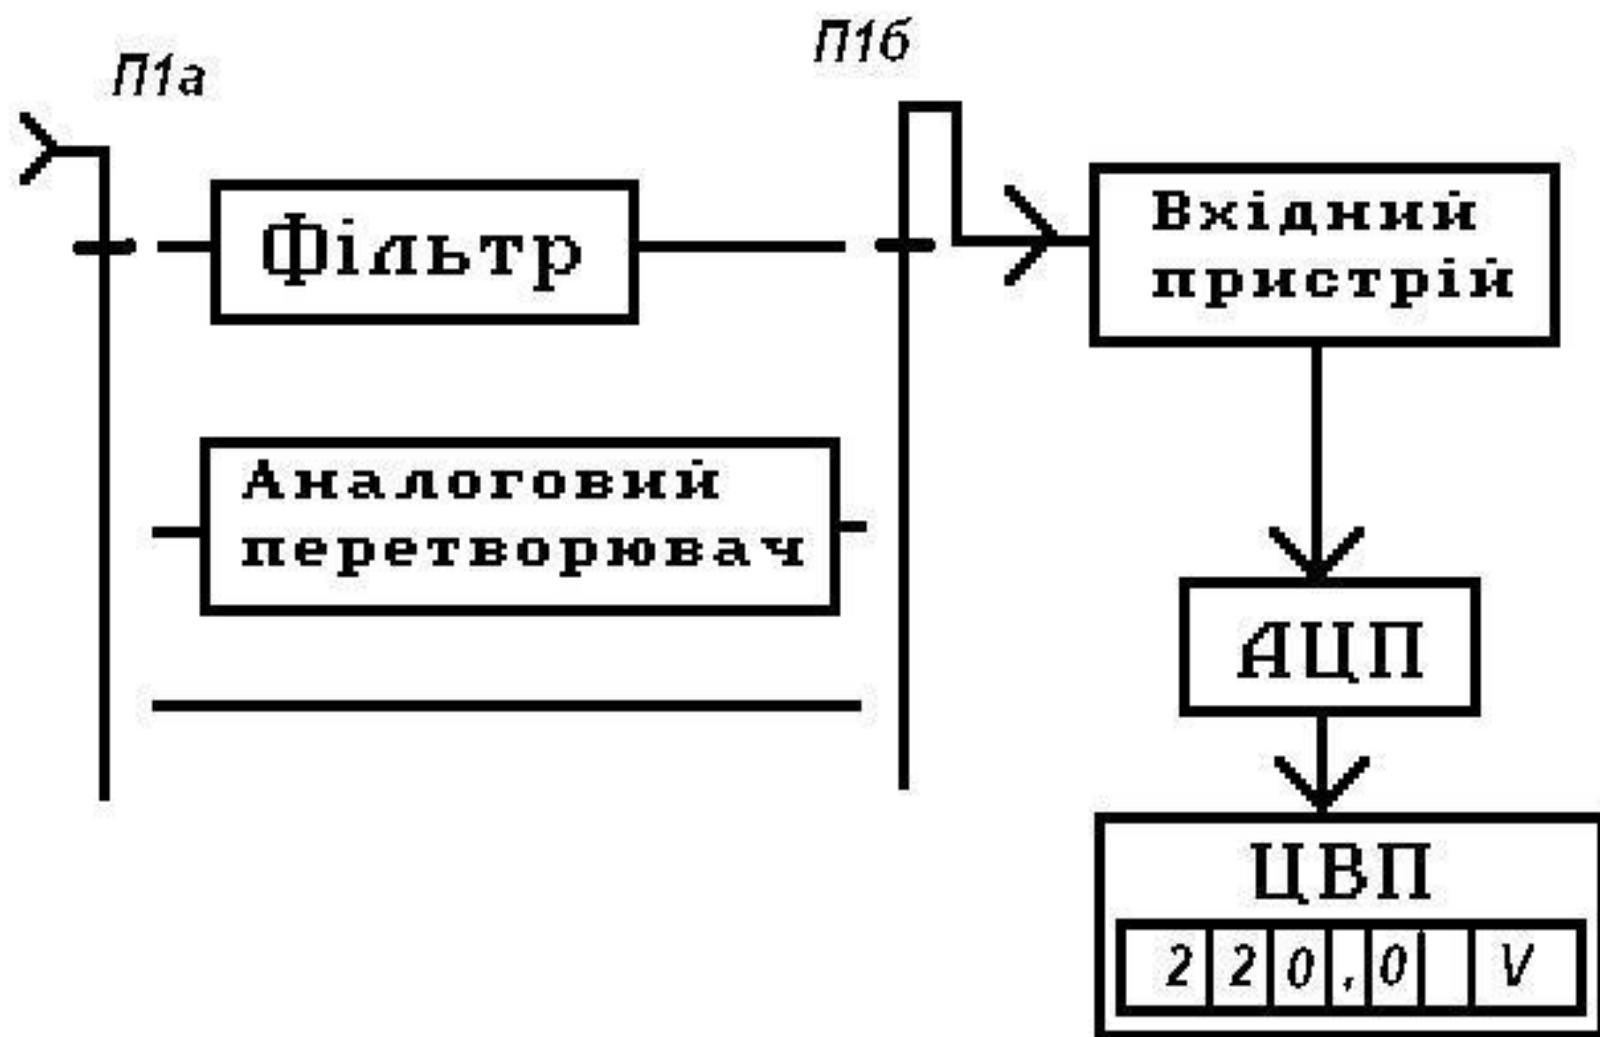 П1а
П1б
Фільтр
Вхідний
пристрій
Аналоговий
перетворювач
АЦП
ЦВП
220,0 V